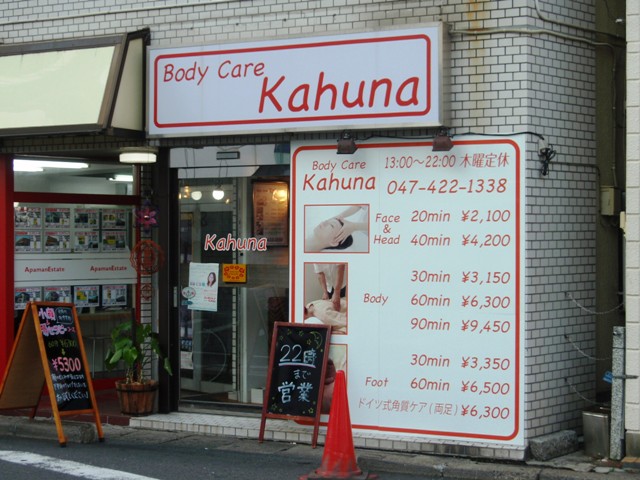 Body Care
Kahuna
Body Care
Kahuna
13:00〜22:00 木曜定休
047-422-1338
Face & Head
20min ¥2,100
40min ¥4,200
Body
30min ¥3,150
60min ¥6,300
90min ¥9,450
Foot
30min ¥3,350
60min ¥6,500
ドイツ式角質ケア(両足) ¥6,300
Kahuna
22時
まで
営業
ApamanEstate ApamanEstate
小顔
¥5300